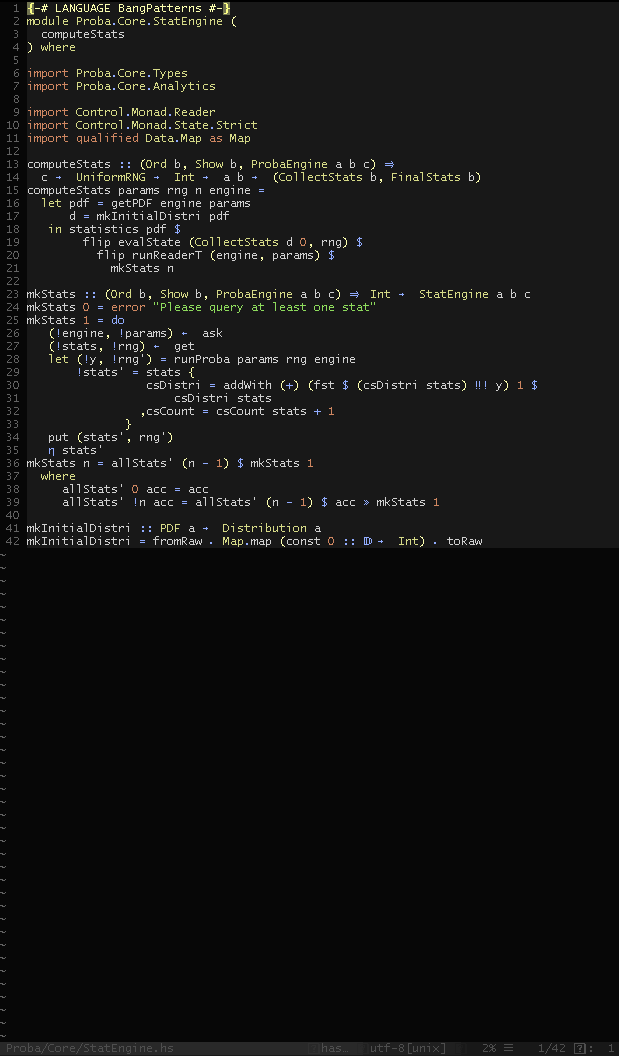 1 {-# LANGUAGE BangPatterns #-}
2 module Proba.Core.StatEngine (
3   computeStats
4 ) where
5
6 import Proba.Core.Types
7 import Proba.Core.Analytics
8
9 import Control.Monad.Reader
10 import Control.Monad.State.Strict
11 import qualified Data.Map as Map
12
13 computeStats :: (Ord b, Show b, ProbaEngine a b c) ⇒
14   c → UniformRNG → Int → a b → (CollectStats b, FinalStats b)
15 computeStats params rng n engine =
16   let pdf = getPDF engine params
17       d = mkInitialDistri pdf
18    in statistics pdf $
19         flip evalState (CollectStats d 0, rng) $
20           flip runReaderT (engine, params) $
21             mkStats n
22
23 mkStats :: (Ord b, Show b, ProbaEngine a b c) ⇒ Int → StatEngine a b c
24 mkStats 0 = error "Please query at least one stat"
25 mkStats 1 = do
26    (!engine, !params) ← ask
27    (!stats, !rng) ← get
28    let (!y, !rng') = runProba params rng engine
29        !stats' = stats {
30                  csDistri = addWith (+) (fst $ (csDistri stats) !!! y) 1 $
31                      csDistri stats
32                 ,csCount = csCount stats + 1
33               }
34    put (stats', rng')
35    η stats'
36 mkStats n = allStats' (n - 1) $ mkStats 1
37   where
38      allStats' 0 acc = acc
39      allStats' !n acc = allStats' (n - 1) $ acc » mkStats 1
40
41 mkInitialDistri :: PDF a → Distribution a
42 mkInitialDistri = fromRaw . Map.map (const 0 :: 𝔻 → Int) . toRaw
Proba/Core/StatEngine.hs |has.. utf-8[unix] 2% ☰ 1/42 [?]: 1